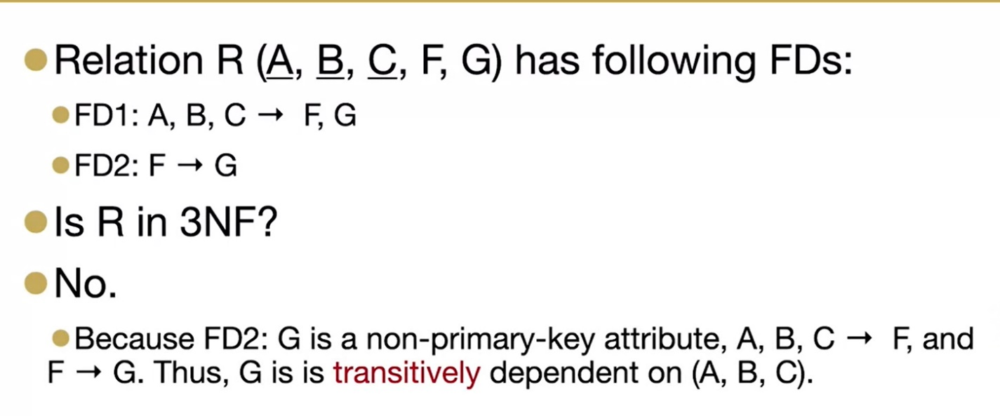 Relation R (A, B, C, F, G) has following FDs:
FD1: A, B, C → F, G
FD2: F → G
Is R in 3NF?
No.
Because FD2: G is a non-primary-key attribute, A, B, C → F, and
F → G. Thus, G is is transitively dependent on (A, B, C).